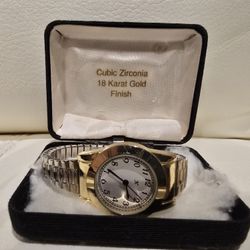 Cubic Zirconia
18 Karat Gold
Finish